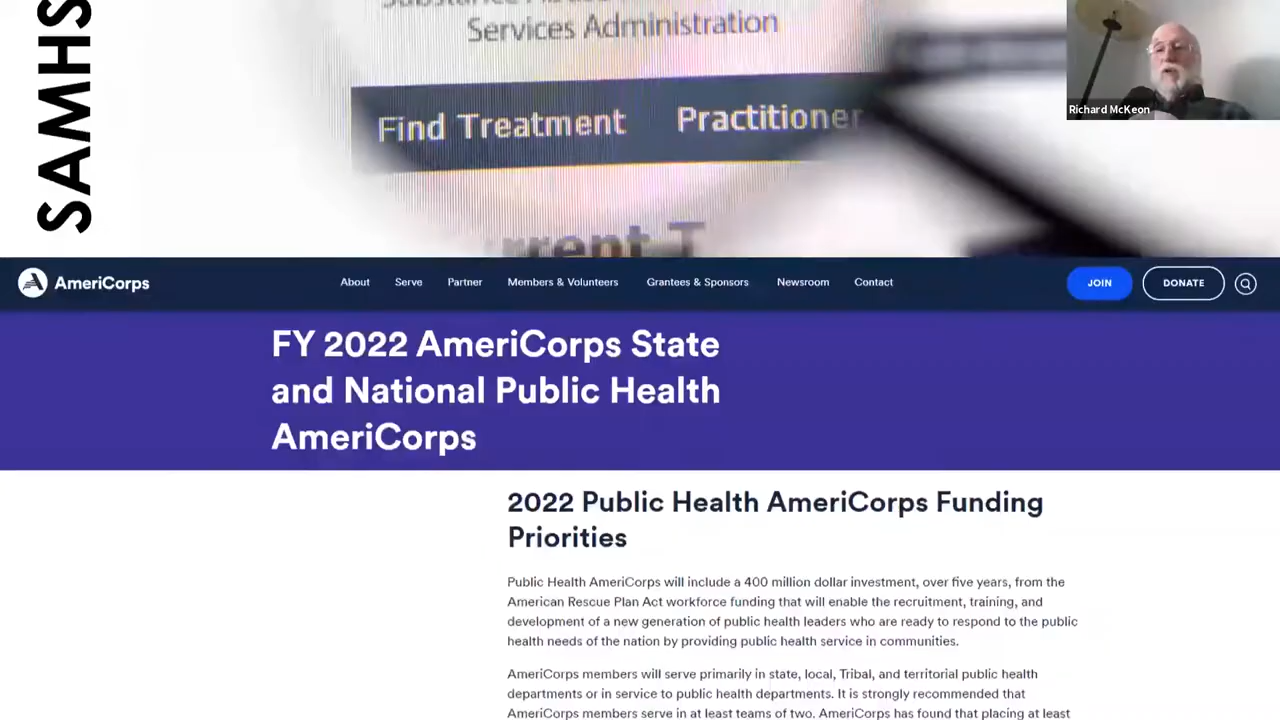 SAMHS
Services Administration
Find Treatment Practitioner
Richard McKeon
AmeriCorps
About Serve Partner Members & Volunteers Grantees & Sponsors Newsroom Contact
JOIN DONATE
FY 2022 AmeriCorps State
and National Public Health
AmeriCorps
2022 Public Health AmeriCorps Funding
Priorities
Public Health AmeriCorps will include a 400 million dollar investment, over five years, from the
American Rescue Plan Act workforce funding that will enable the recruitment, training, and
development of a new generation of public health leaders who are ready to respond to the public
health needs of the nation by providing public health service in communities.
AmeriCorps members will serve primarily in state, local, Tribal, and territorial public health
departments or in service to public health departments. It is strongly recommended that
AmeriCorps members serve in at least teams of two. AmeriCorps has found that placing at least